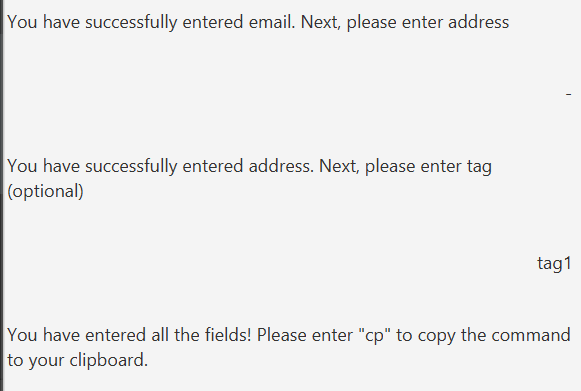 You have successfully entered email. Next, please enter address
-
You have successfully entered address. Next, please enter tag
(optional)
tag1
You have entered all the fields! Please enter "cp" to copy the command
to your clipboard.